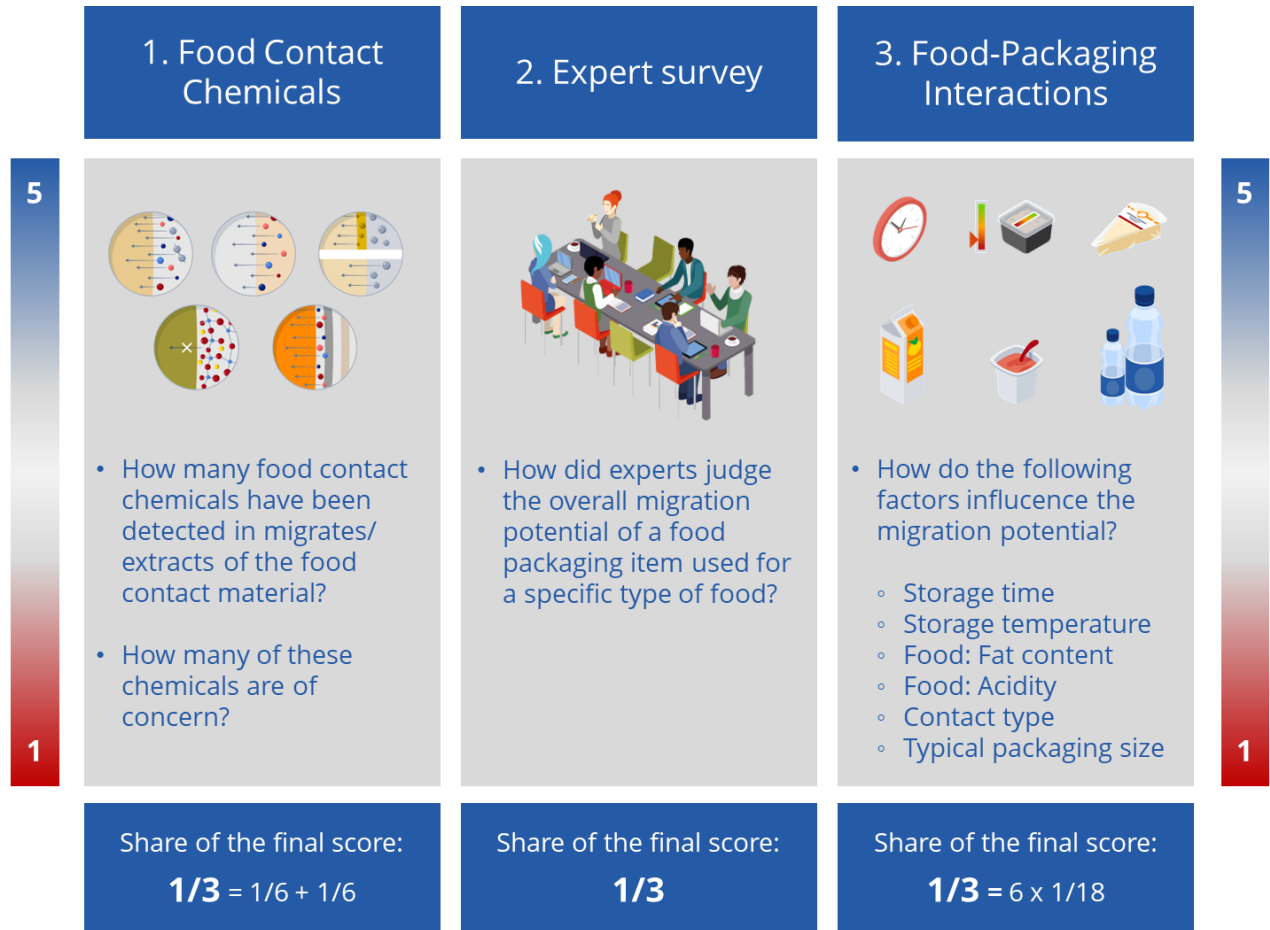 1. Food Contact
Chemicals
2. Expert survey
3. Food-Packaging
Interactions
5
1
• How many food contact
chemicals have been
detected in migrates/
extracts of the food
contact material?
• How many of these
chemicals are of
concern?
• How did experts judge
the overall migration
potential of a food
packaging item used for
a specific type of food?
• How do the following
factors influcence the
migration potential?
◦ Storage time
◦ Storage temperature
◦ Food: Fat content
◦ Food: Acidity
◦ Contact type
◦ Typical packaging size
5
1
Share of the final score:
1/3 = 1/6 + 1/6
Share of the final score:
1/3
Share of the final score:
1/3 = 6 x 1/18